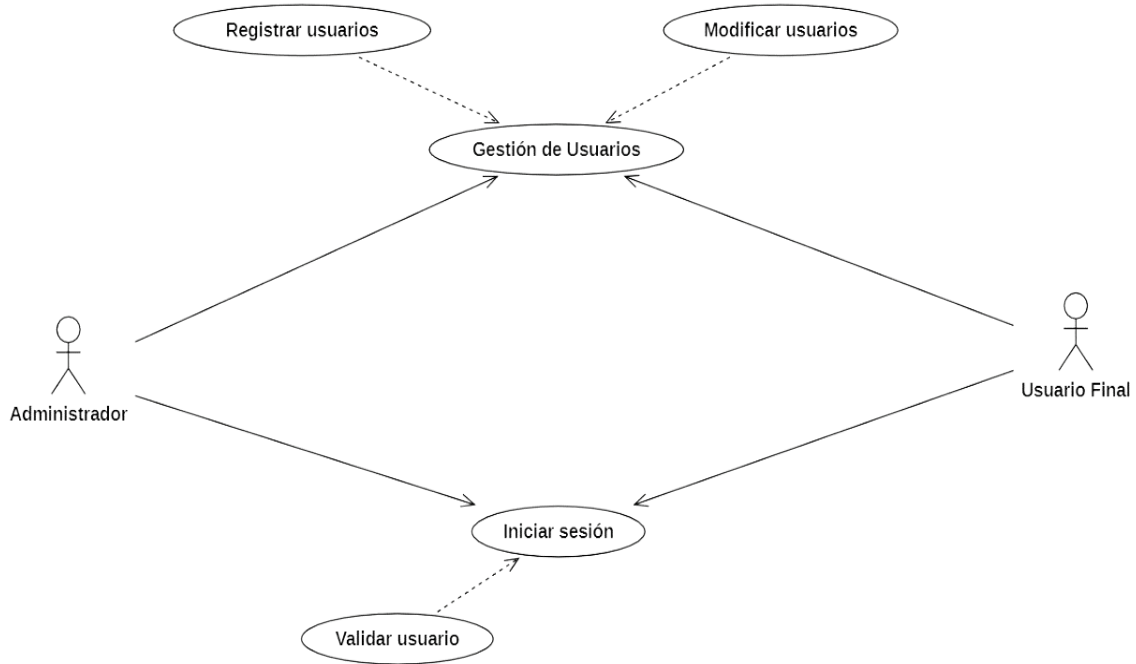 Registrar usuarios
Modificar usuarios
Gestión de Usuarios
Administrador
Usuario Final
Iniciar sesión
Validar usuario